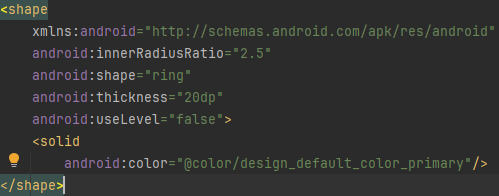 <shape
    xmlns:android="http://schemas.android.com/apk/res/android"
    android:innerRadiusRatio="2.5"
    android:shape="ring"
    android:thickness="20dp"
    android:useLevel="false">
    <solid
        android:color="@color/design_default_color_primary"/>
</shape>